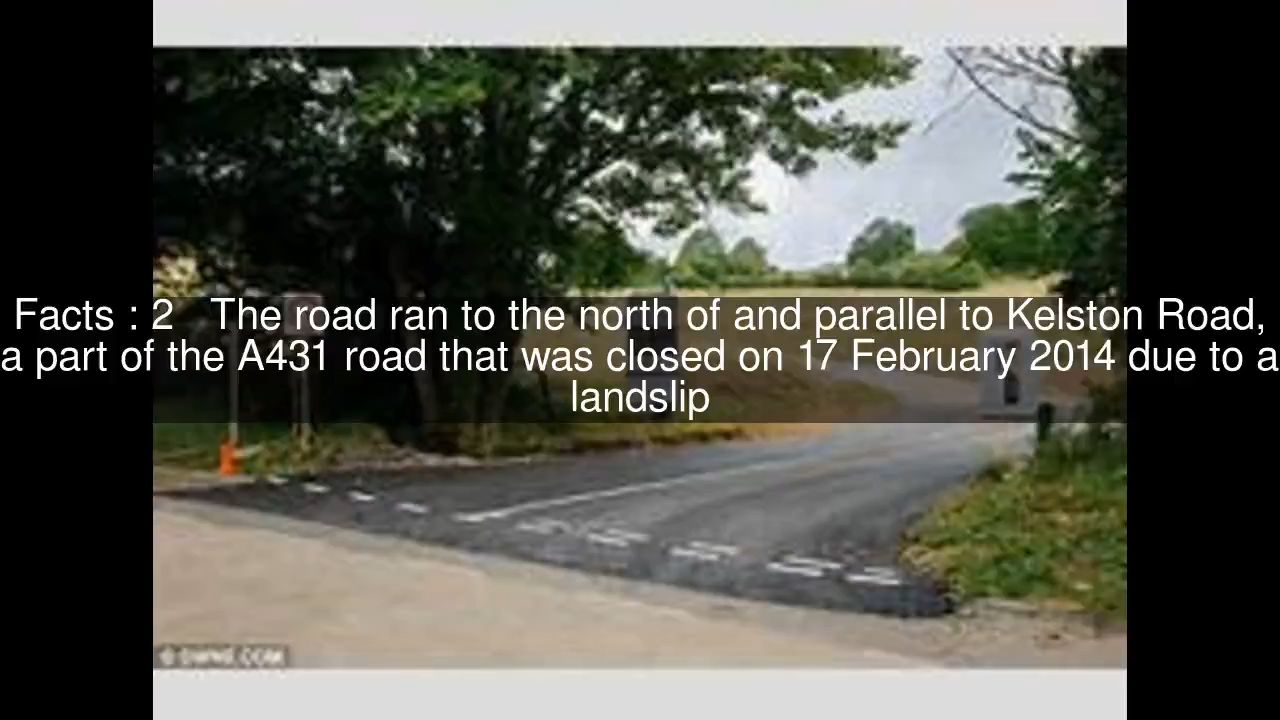 Facts : 2   The road ran to the north of and parallel to Kelston Road,
a part of the A431 road that was closed on 17 February 2014 due to a
landslip